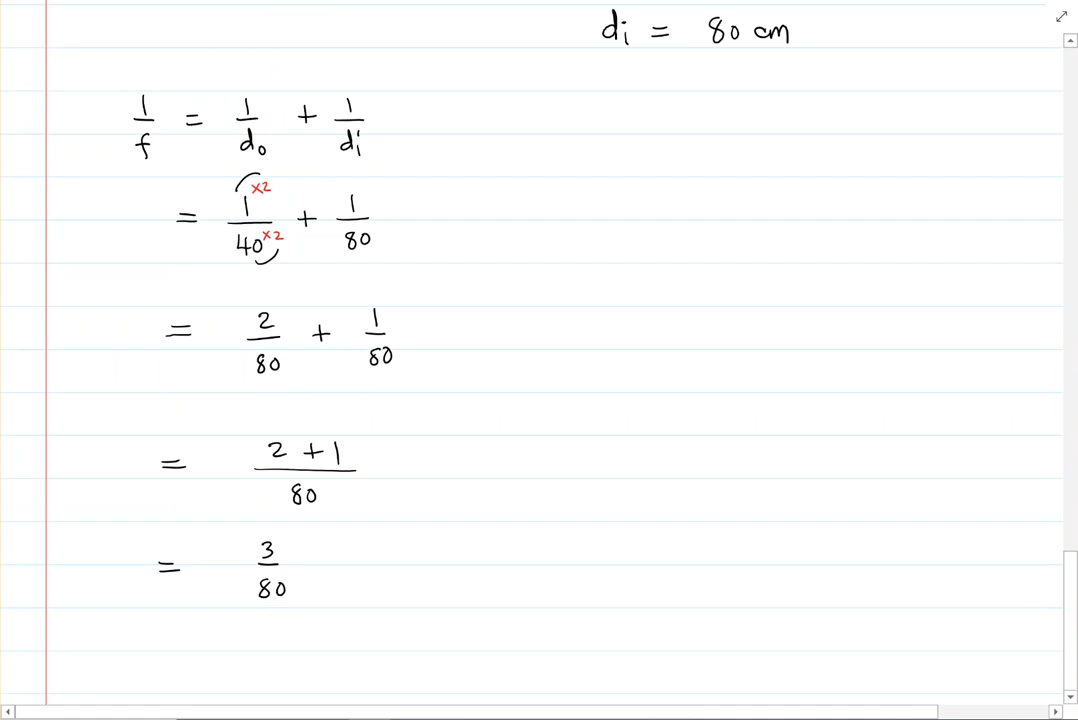 di = 80 cm
1/f = 1/do + 1/di
= 1×2/40×2 + 1/80
= 2/80 + 1/80
= 2 + 1/80
= 3/80